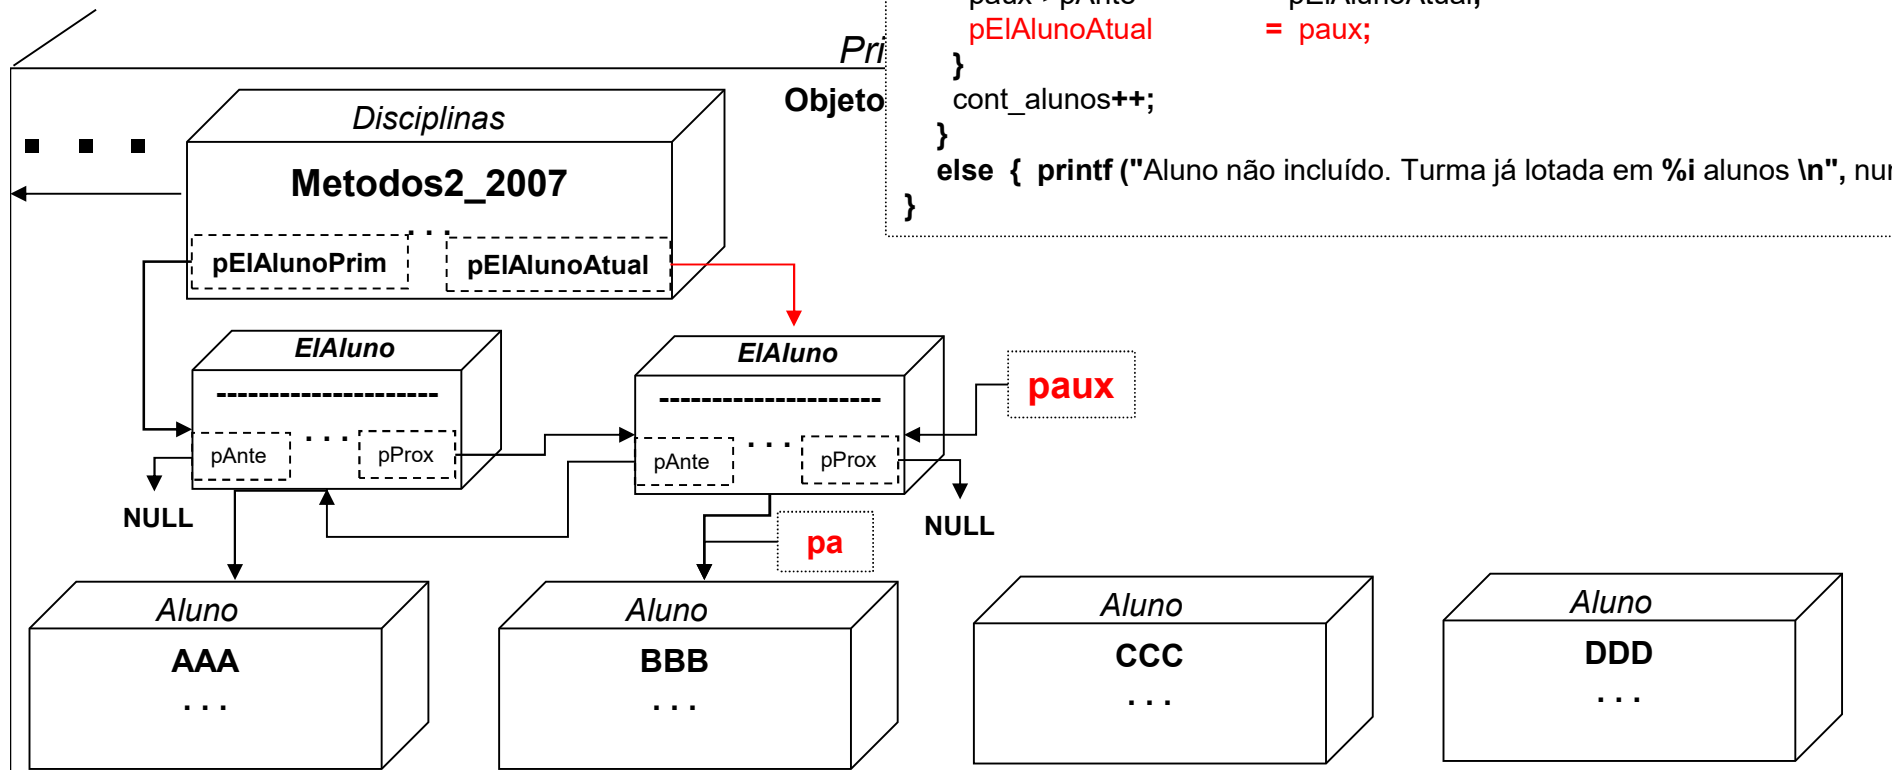 pElAlunoAtual = paux;
}
cont_alunos++;
}
else { printf ("Aluno não incluído. Turma já lotada em %i alunos \n",
}
Objeto
Disciplinas
. . .
Metodos2_2007
. . .
pElAlunoPrim
pElAlunoAtual
ElAluno
---------------------
. . .
pAnte
pProx
NULL
ElAluno
---------------------
. . .
pAnte
pProx
NULL
paux
pa
Aluno
AAA
. . .
Aluno
BBB
. . .
Aluno
CCC
. . .
Aluno
DDD
. . .